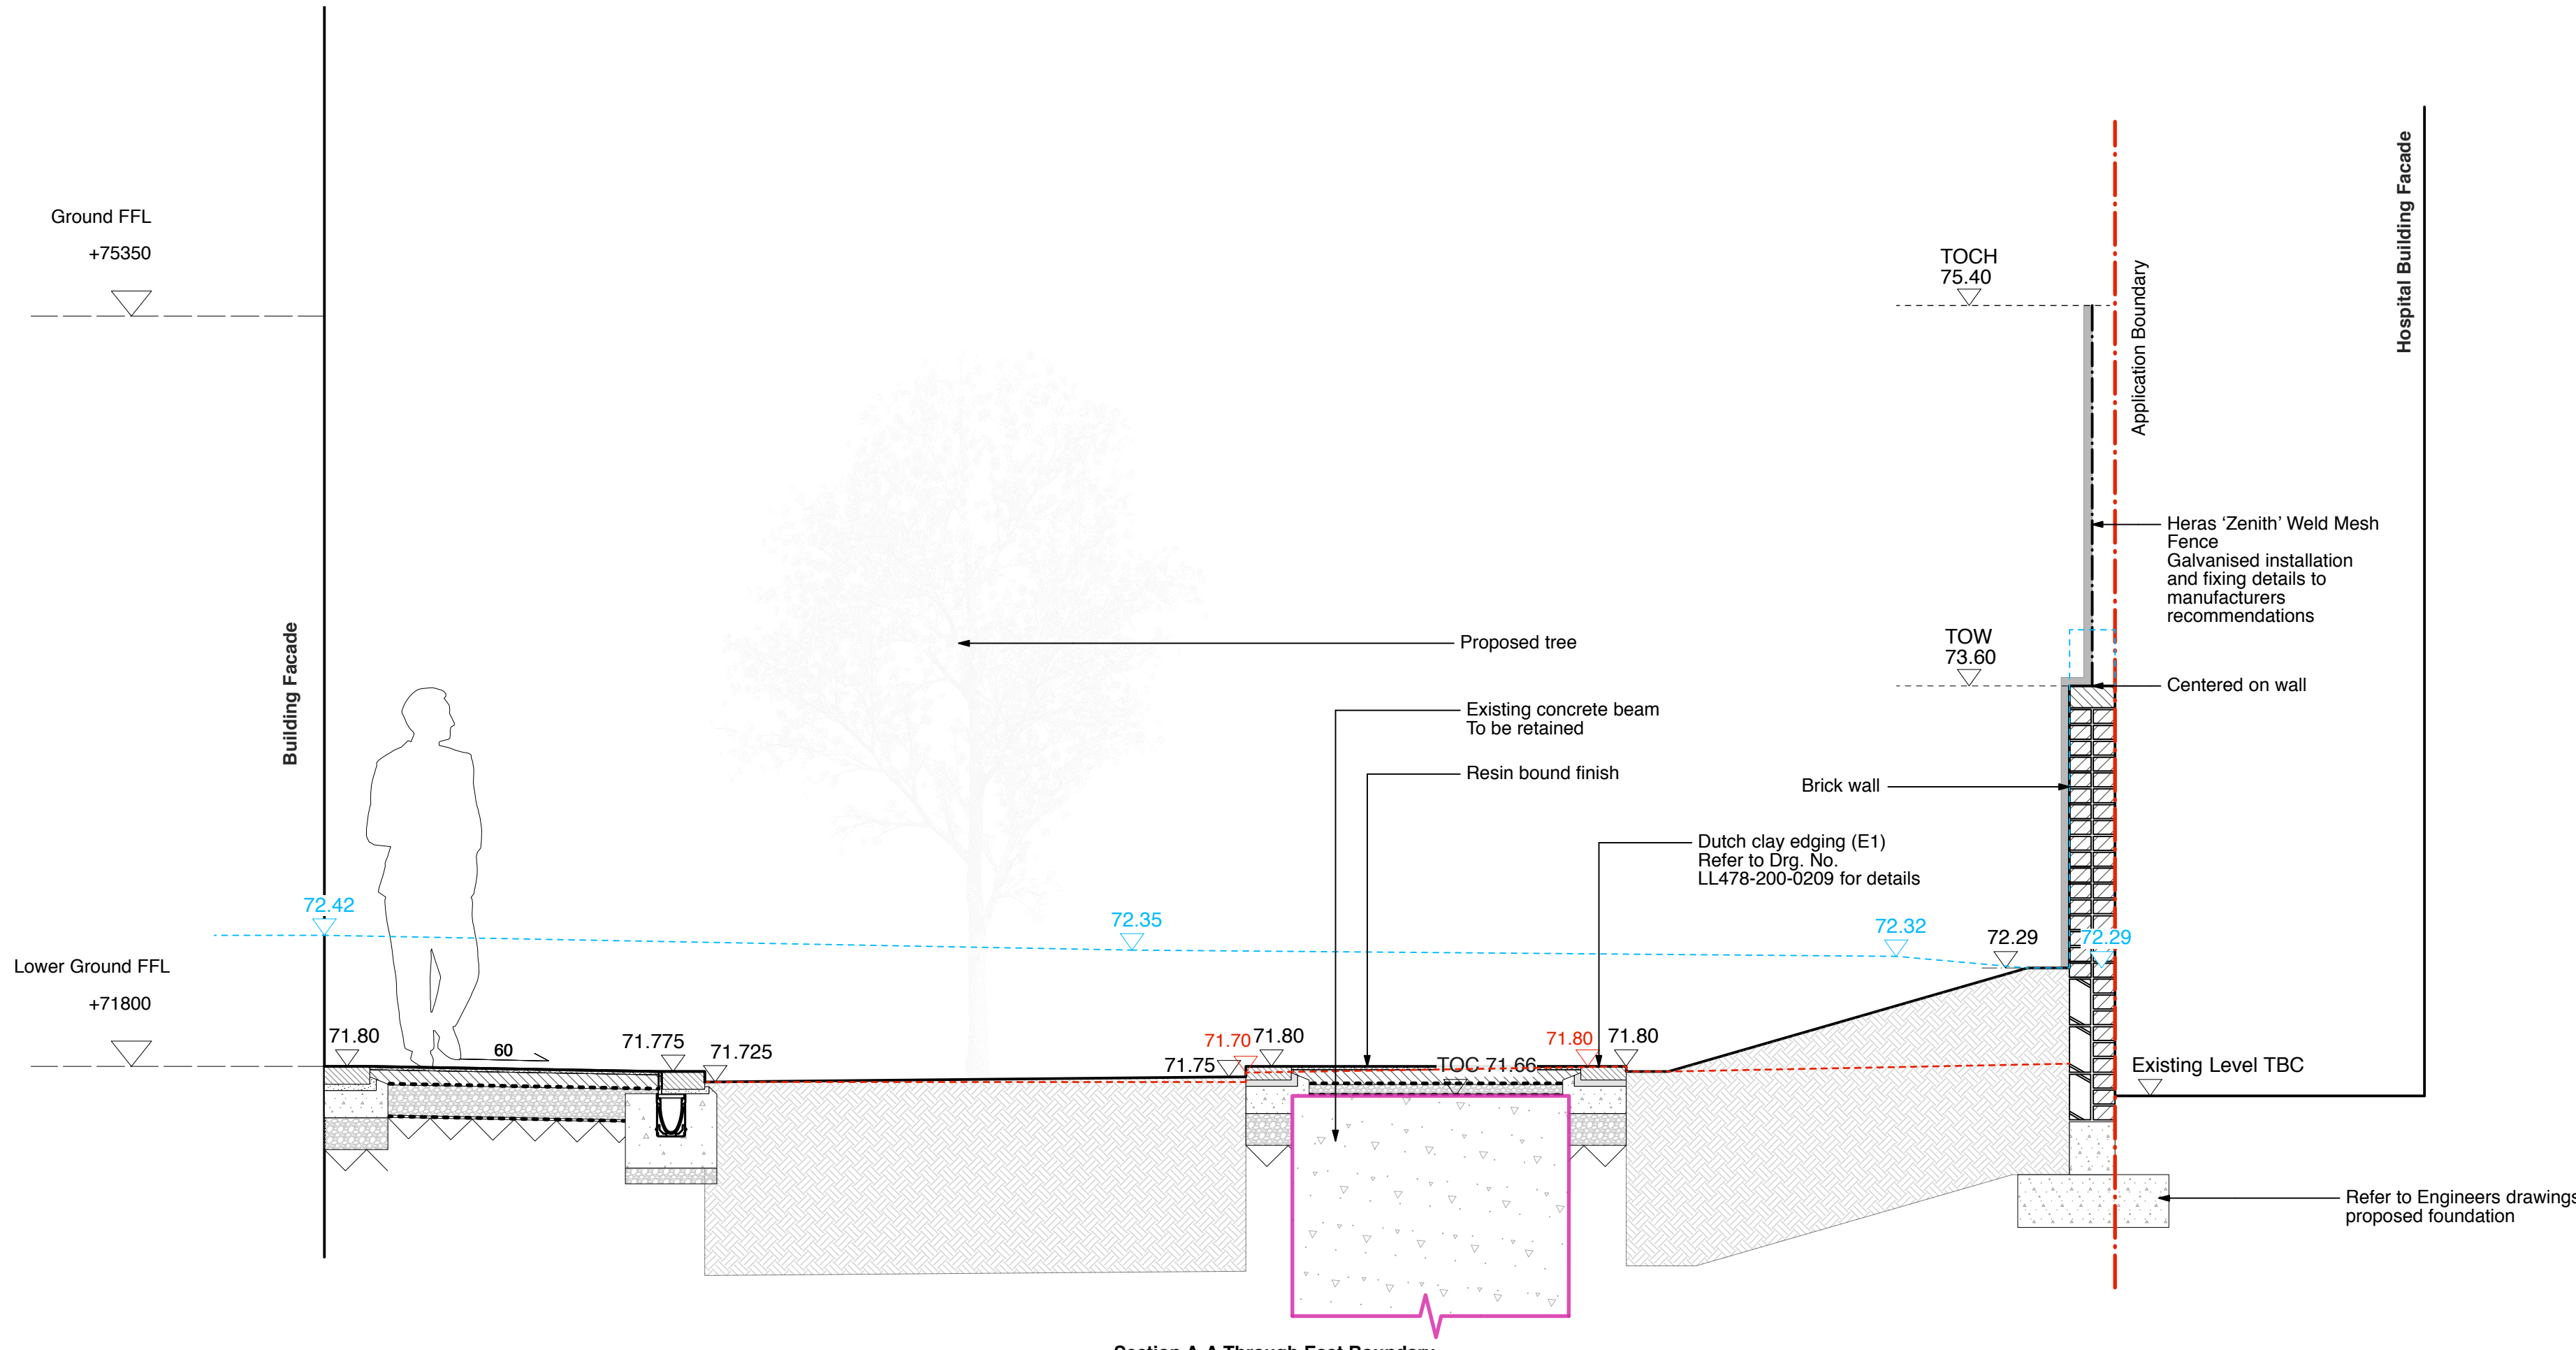 Ground FFL
+75350
TOCH
75.40
Application Boundary
Hospital Building Facade
Heras ‘Zenith’ Weld Mesh
Fence
Galvanised installation
and fixing details to
manufacturers
recommendations
Building Facade
Proposed tree
TOW
73.60
Centered on wall
Existing concrete beam
To be retained
Resin bound finish
Brick wall
Dutch clay edging (E1)
Refer to Drg. No.
LL478-200-0209 for details
72.42
72.35
72.32
72.29
72.29
Lower Ground FFL
+71800
71.80
60
71.775
71.725
71.75
71.70
71.80
TOC 71.66
71.80
71.80
Existing Level TBC
Refer to Engineers drawings
proposed foundation
Section A-A Through East Boundary